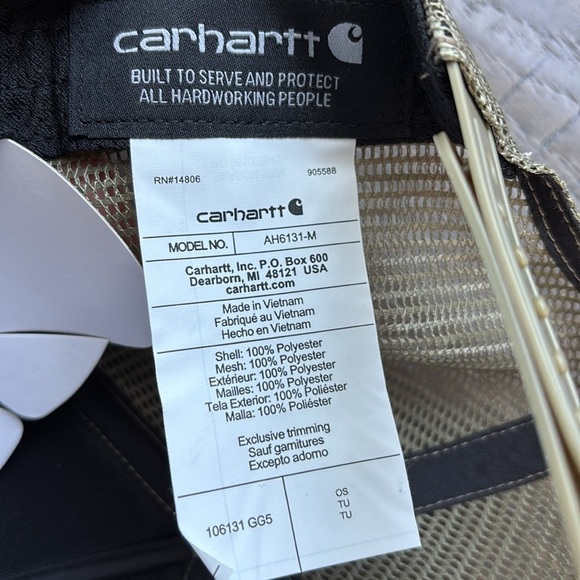 carhartt
BUILT TO SERVE AND PROTECT
ALL HARDWORKING PEOPLE
RN#14806 905588
carhartt
MODEL NO. AH6131-M
Carhartt, Inc. P.O. Box 600
Dearborn, MI 48121 USA
carhartt.com
Made in Vietnam
Fabriqué au Vietnam
Hecho en Vietnam
Shell: 100% Polyester
Mesh: 100% Polyester
Extérieur: 100% Polyester
Mailles: 100% Polyester
Tela Exterior: 100% Poliéster
Malla: 100% Poliéster
Exclusive trimming
Sauf garnitures
Excepto adorno
106131 GG5
OS
TU
TU